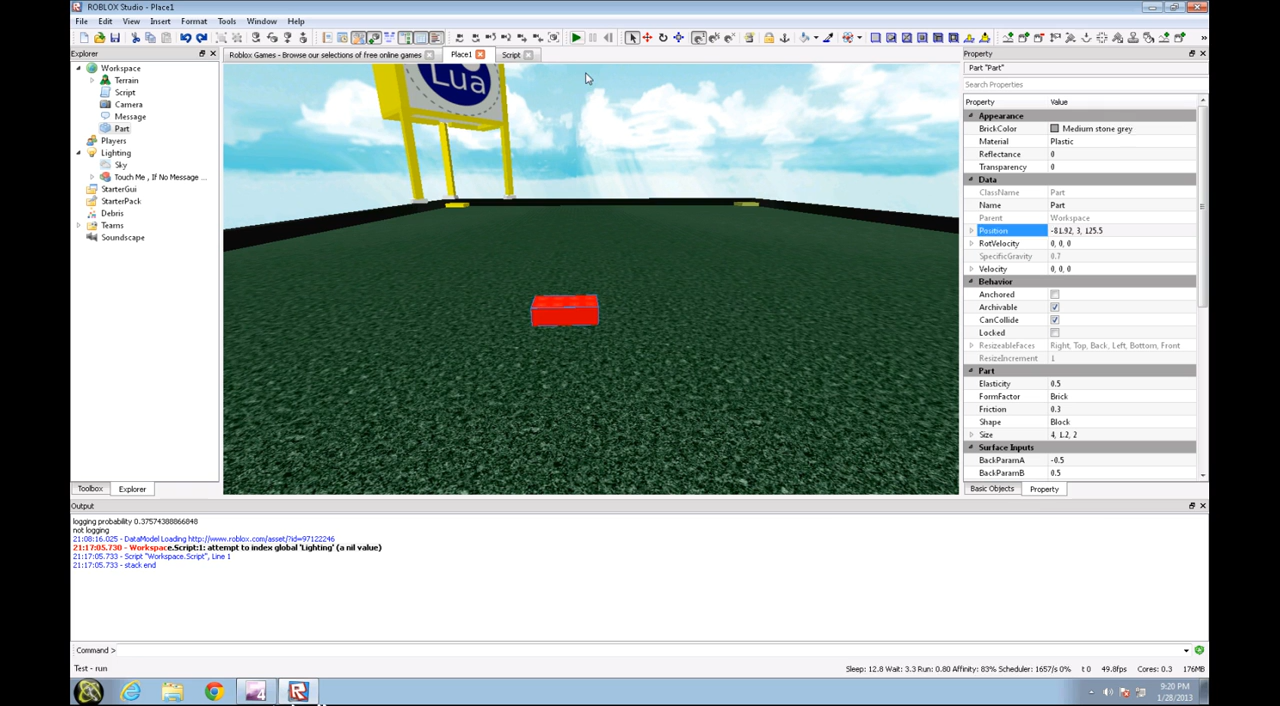 ROBLOX Studio - Place1
File Edit View Insert Format Tools Window Help
Explorer
Roblox Games - Browse our selections of free online games
Place1
Script
Property
Part "Part"
Search Properties
Property Value
Workspace
Terrain
Script
Camera
Message
Part
Players
Lighting
Sky
Touch Me , If No Message ...
StarterGui
StarterPack
Debris
Teams
Soundscape
Lua
Appearance
BrickColor Medium stone grey
Material Plastic
Reflectance 0
Transparency 0
Data
ClassName Part
Name Part
Parent Workspace
Position -81.92, 3, 125.5
RotVelocity 0, 0, 0
SpecificGravity 0.7
Velocity 0, 0, 0
Behavior
Anchored
Archivable
CanCollide
Locked
ResizeableFaces Right, Top, Back, Left, Bottom, Front
ResizeIncrement 1
Part
Elasticity 0.5
FormFactor Brick
Friction 0.3
Shape Block
Size 4, 1.2, 2
Surface Inputs
BackParamA -0.5
BackParamB 0.5
Toolbox Explorer
Basic Objects Property
Output
logging probability 0.37574388866848
not logging
21:08:16.025 - DataModel Loading http://www.roblox.com/asset/?id=97122246
21:17:05.730 - Workspace.Script:1: attempt to index global 'Lighting' (a nil value)
21:17:05.733 - Script "Workspace.Script", Line 1
21:17:05.733 - stack end
Command >
Test - run
Sleep: 12.8 Wait: 3.3 Run: 0.80 Affinity: 83% Scheduler: 1657/s 0% t 0 49.8fps Cores: 0.3 176MB
9:20 PM
1/28/2013